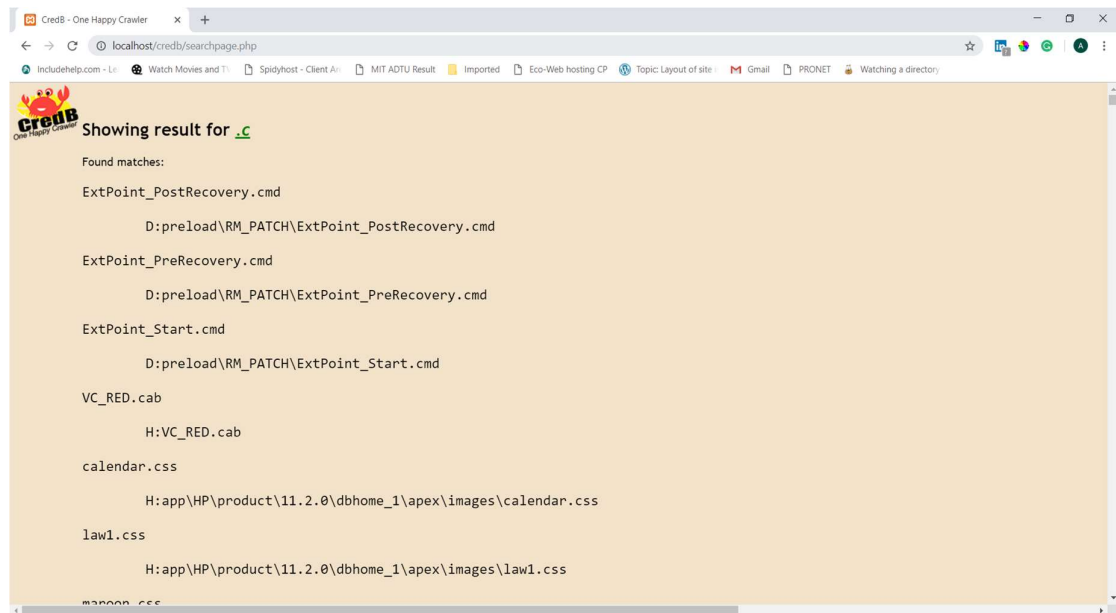 CredB - One Happy Crawler
localhost/credb/searchpage.php
Includehelp.com - Le
Watch Movies and TV
Spidyhost - Client Are
MIT ADTU Result
Imported
Eco-Web hosting CP
Topic: Layout of site i
Gmail
PRONET
Watching a directory
CredB
One Happy Crawler
Showing result for .c
Found matches:
ExtPoint_PostRecovery.cmd
D:preload\RM_PATCH\ExtPoint_PostRecovery.cmd
ExtPoint_PreRecovery.cmd
D:preload\RM_PATCH\ExtPoint_PreRecovery.cmd
ExtPoint_Start.cmd
D:preload\RM_PATCH\ExtPoint_Start.cmd
VC_RED.cab
H:VC_RED.cab
calendar.css
H:app\HP\product\11.2.0\dbhome_1\apex\images\calendar.css
law1.css
H:app\HP\product\11.2.0\dbhome_1\apex\images\law1.css
maroon.css